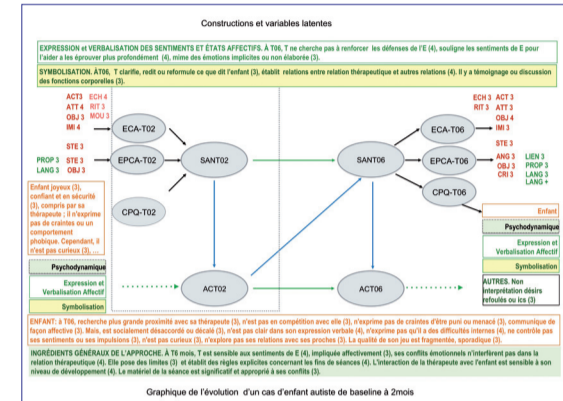 Constructions et variables latentes
EXPRESSION et VERBALISATION DES SENTIMENTS ET ÉTATS AFFECTIFS. À T06, T ne cherche pas à renforcer les défenses de l'E (4), souligne les sentiments de E pour
l'aider a les éprouver plus profondément (4), mime des émotions implicites ou non élaborée (3).
SYMBOLISATION. ÀT06, T clarifie, redit ou reformule ce que dit l'enfant (3), établit relations entre relation thérapeutique et autres relations (4). Il y a témoignage ou discussion
des fonctions corporelles (3).
ACT3 ECH 4
ATT 4 RIT 3
OBJ 3 MOU 3
IMI 4
STE 3
PROP 3 STE 3
LANG 3 OBJ 3
ECA-T02
EPCA-T02
CPQ-T02
SANT02
SANT06
ECA-T06
EPCA-T06
CPQ-T06
ECH 3 ACT 3
RIT 3 ATT 3
OBJ 4
IMI 3
STE 3
ANG 3 LIEN 3
OBJ 3 PROP 3
CRI 3 LANG 3
LANG +
Enfant joyeux (3),
confiant et en sécurité
(3), compris par sa
thérapeute ; il n'exprime
pas de craintes ou un
comportement
phobique. Cependant, il
n'est pas curieux (3), ...
Psychodynamique
Expression et
Verbalisation Affectif
Symbolisation
ACT02
ACT06
Enfant
Psychodynamique
Expression et
Verbalisation Affectif
Symbolisation
AUTRES. Non
interprétation désirs
refoulés ou ics (3)
ENFANT: à T06, recherche plus grande proximité avec sa thérapeute (3), n'est pas en compétition avec elle (3), n'exprime pas de craintes d'être puni ou menacé (3), communique de
façon affective (3). Mais, est socialement désaccordé ou décalé (3), n'est pas clair dans son expression verbale (4), n'exprime pas qu'il a des difficultés internes (4), ne contrôle pas
ses sentiments ou ses impulsions (3), n'est pas curieux (3), n'explore pas ses relations avec ses proches (3). La qualité de son jeu est fragmentée, sporadique (3).
INGRÉDIENTS GÉNÉRAUX DE L'APPROCHE. À T6 mois, T est sensible aux sentiments de E (4), impliquée affectivement (3), ses conflits émotionnels n'interfèrent pas dans la
relation thérapeutique (4). Elle pose des limites (3) et établit des règles explicites concernant les fins de séances (4). L'interaction de la thérapeute avec l'enfant est sensible à son
niveau de développement (4). Le matériel de la séance est significatif et approprié à ses conflits (3).
Graphique de l'évolution d'un cas d'enfant autiste de baseline à 2mois